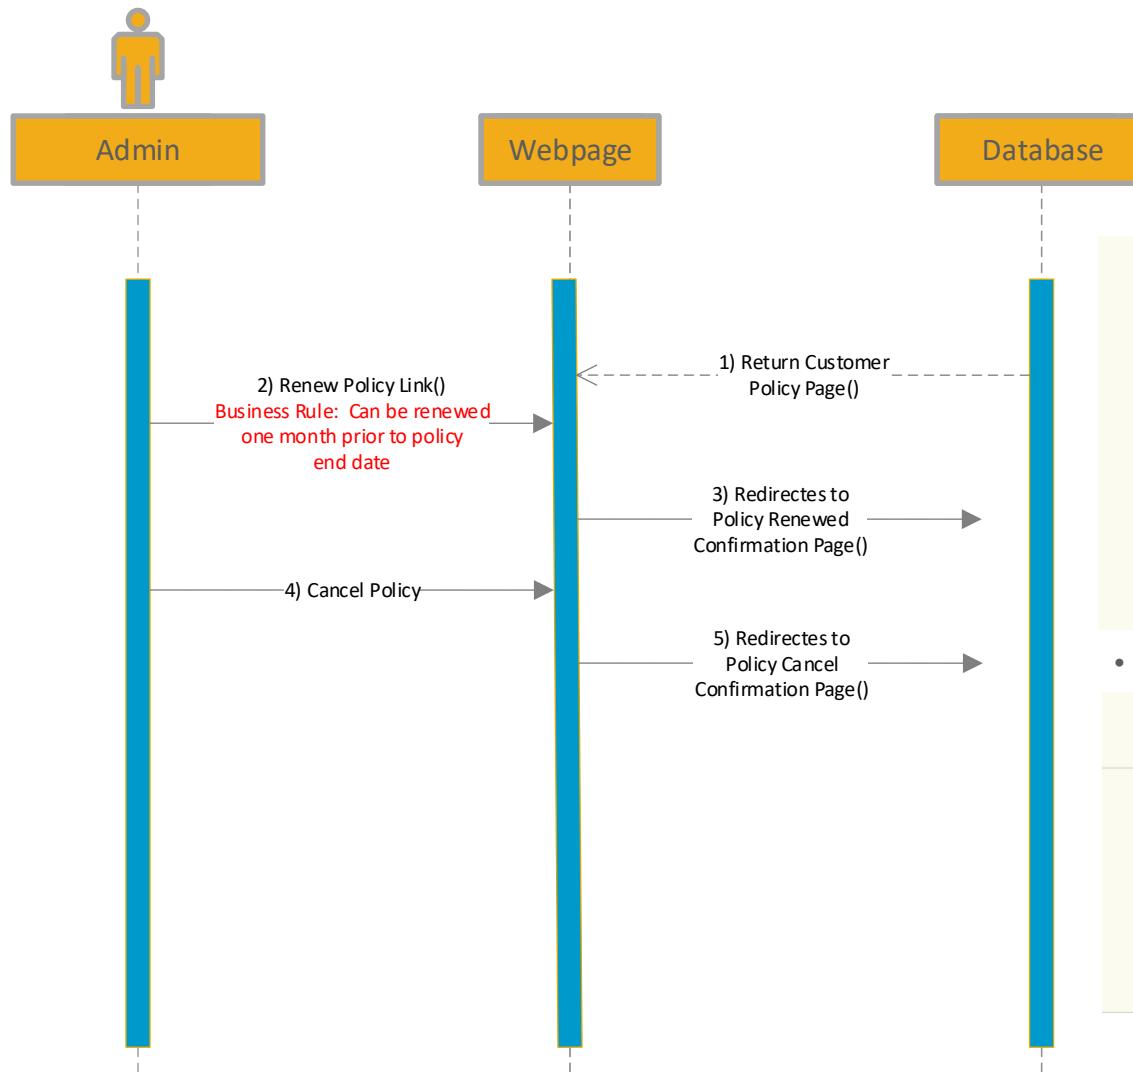 Admin
Webpage
Database
1) Return Customer
Policy Page()
2) Renew Policy Link()
Business Rule:  Can be renewed
one month prior to policy
end date
3) Redirectes to
Policy Renewed
Confirmation Page()
4) Cancel Policy
5) Redirectes to
Policy Cancel
Confirmation Page()